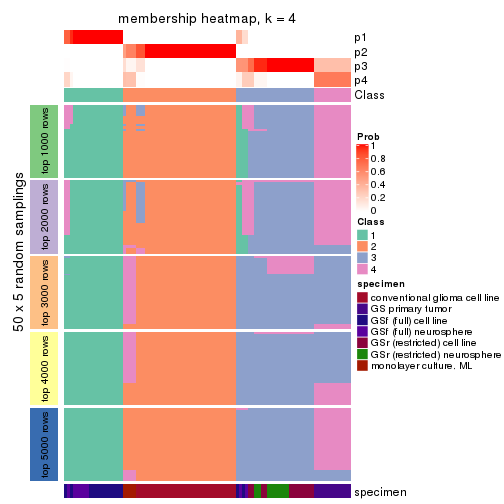 membership heatmap, k = 4
p1
p2
p3
p4
Class
50 x 5 random samplings
top 1000 rows
top 2000 rows
top 3000 rows
top 4000 rows
top 5000 rows
specimen
Prob
1
0.8
0.6
0.4
0.2
0
Class
1
2
3
4
specimen
conventional glioma cell line
GS primary tumor
GSf (full) cell line
GSf (full) neurosphere
GSr (restricted) cell line
GSr (restricted) neurosphere
monolayer culture, ML